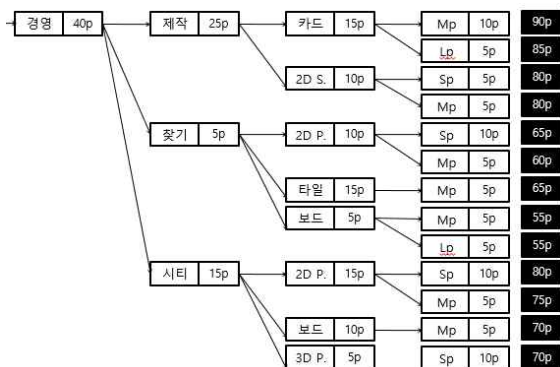 경영 40p 제작 25p 카드 15p Mp 10p 90p
Lp 5p 85p
2D S. 10p Sp 5p 80p
Mp 5p 80p
찾기 5p 2D P. 10p Sp 10p 65p
Mp 5p 60p
타일 15p Mp 5p 65p
보드 5p Mp 5p 55p
Lp 5p 55p
시티 15p 2D P. 15p Sp 10p 80p
Mp 5p 75p
보드 10p Mp 5p 70p
3D P. 5p Sp 10p 70p